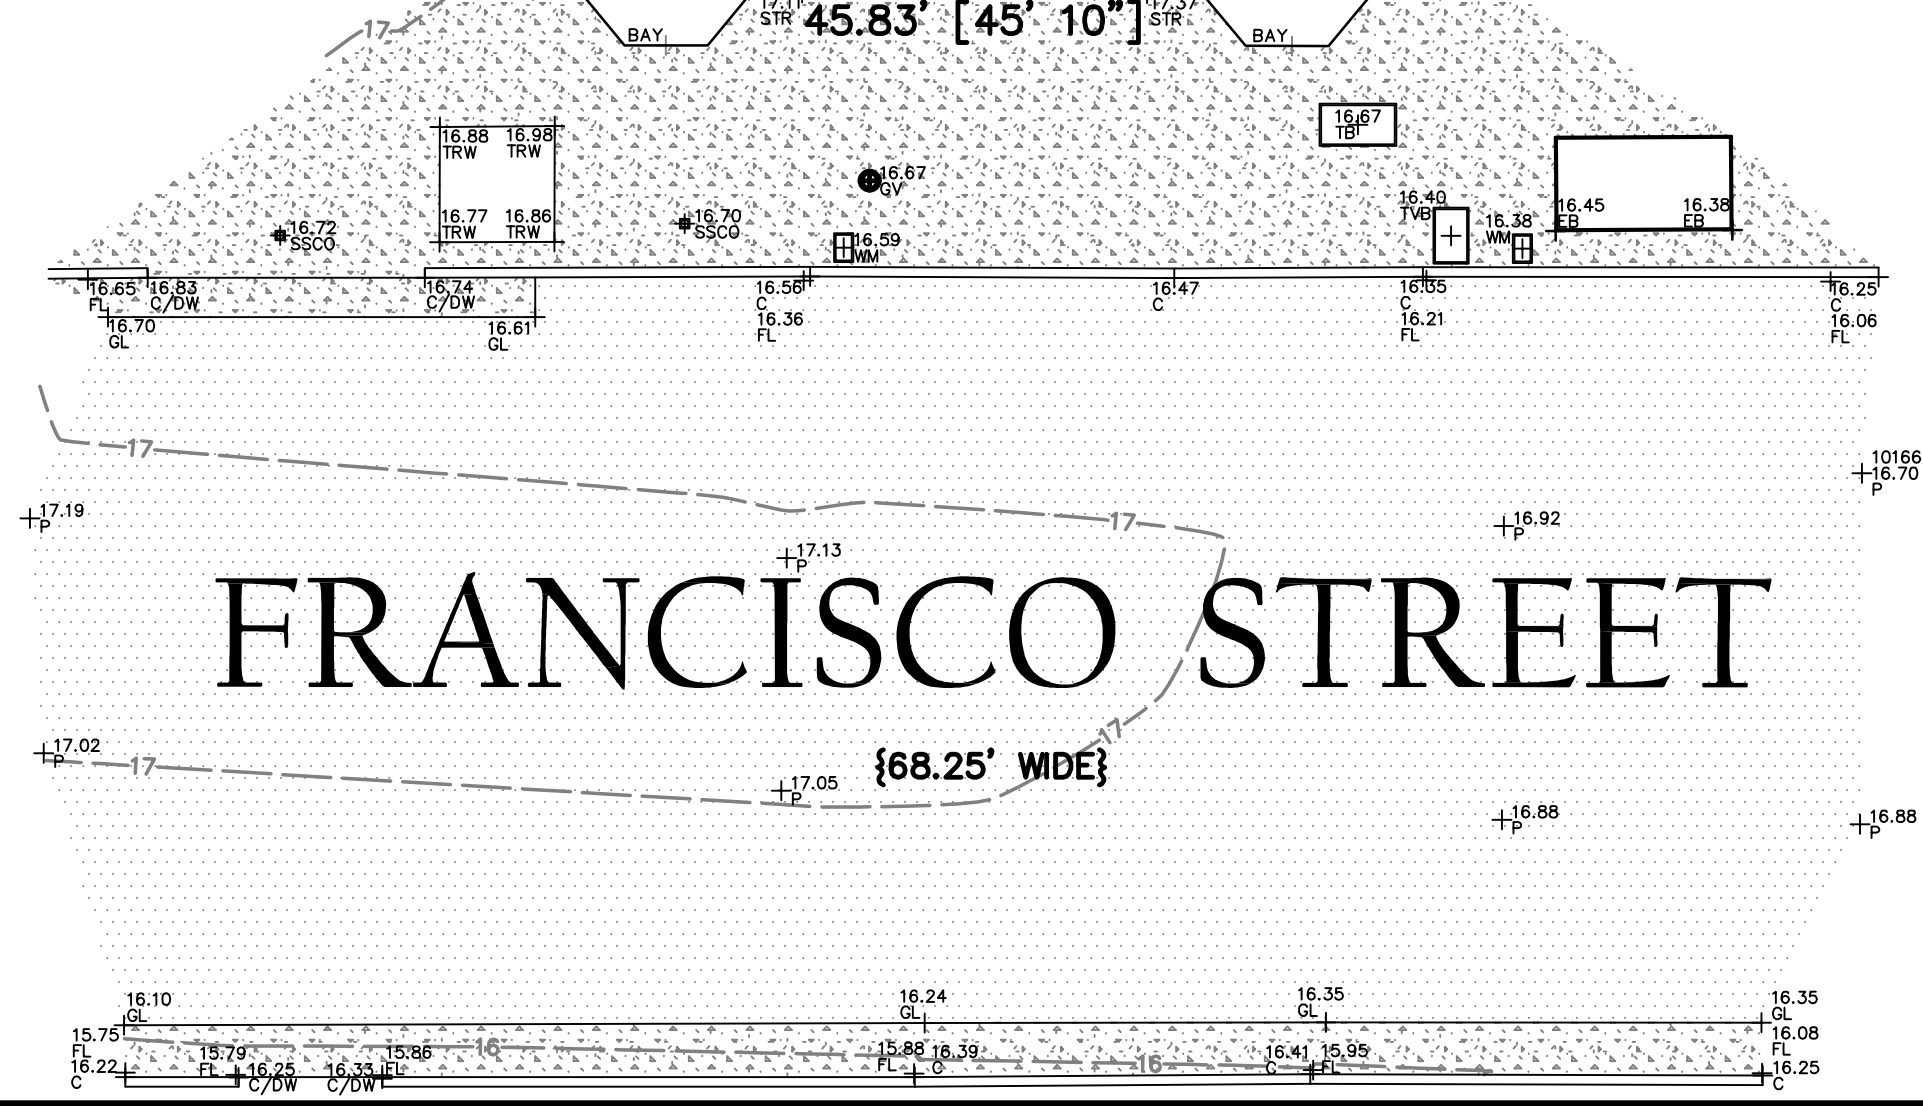 17
17.11
STR
45.83' [45' 10"]
17.37
STR
BAY
BAY
16.88
TRW
16.98
TRW
16.67
TB
16.67
GV
16.77
TRW
16.86
TRW
16.72
SSCO
16.70
SSCO
16.59
WM
16.40
TVB
16.38
WM
16.45
EB
16.38
EB
16.65
FL
16.83
C/DW
16.74
C/DW
16.56
C
16.36
FL
16.47
C
16.35
C
16.21
FL
16.25
C
16.06
FL
16.70
GL
16.61
GL
17
10166
16.70
P
17.19
P
17
16.92
P
17.13
P
FRANCISCO STREET
17
17.02
P
17
{68.25' WIDE}
17.05
P
16.88
P
16.88
P
16.10
GL
16.24
GL
16.35
GL
16.35
GL
15.75
FL
16.22
C
15.79
FL
16.25
C/DW
16.33
C/DW
15.86
FL
16
15.88
FL
16.39
C
16
16.41
C
15.95
FL
16.08
FL
16.25
C